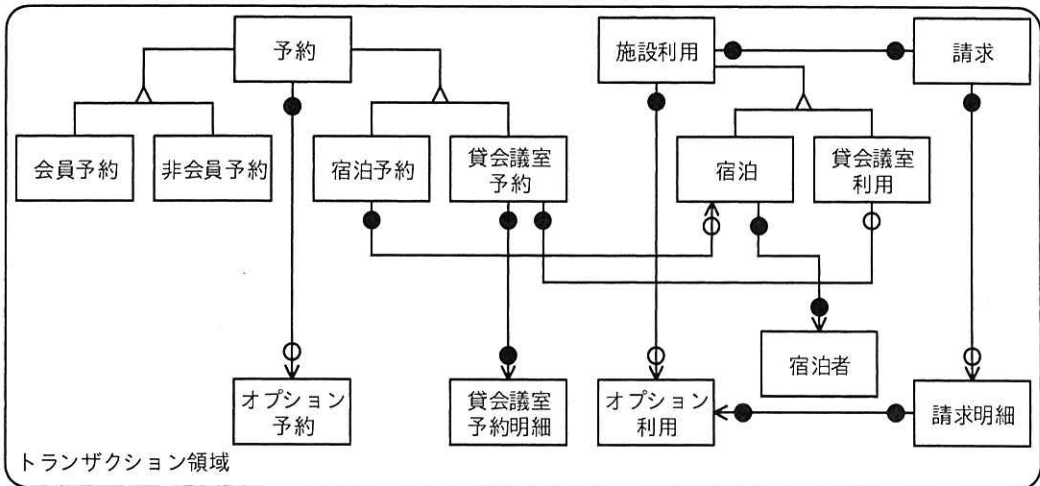 予約
施設利用
請求
会員予約
非会員予約
宿泊予約
貸会議室
予約
宿泊
貸会議室
利用
宿泊者
オプション
予約
貸会議室
予約明細
オプション
利用
請求明細
トランザクション領域